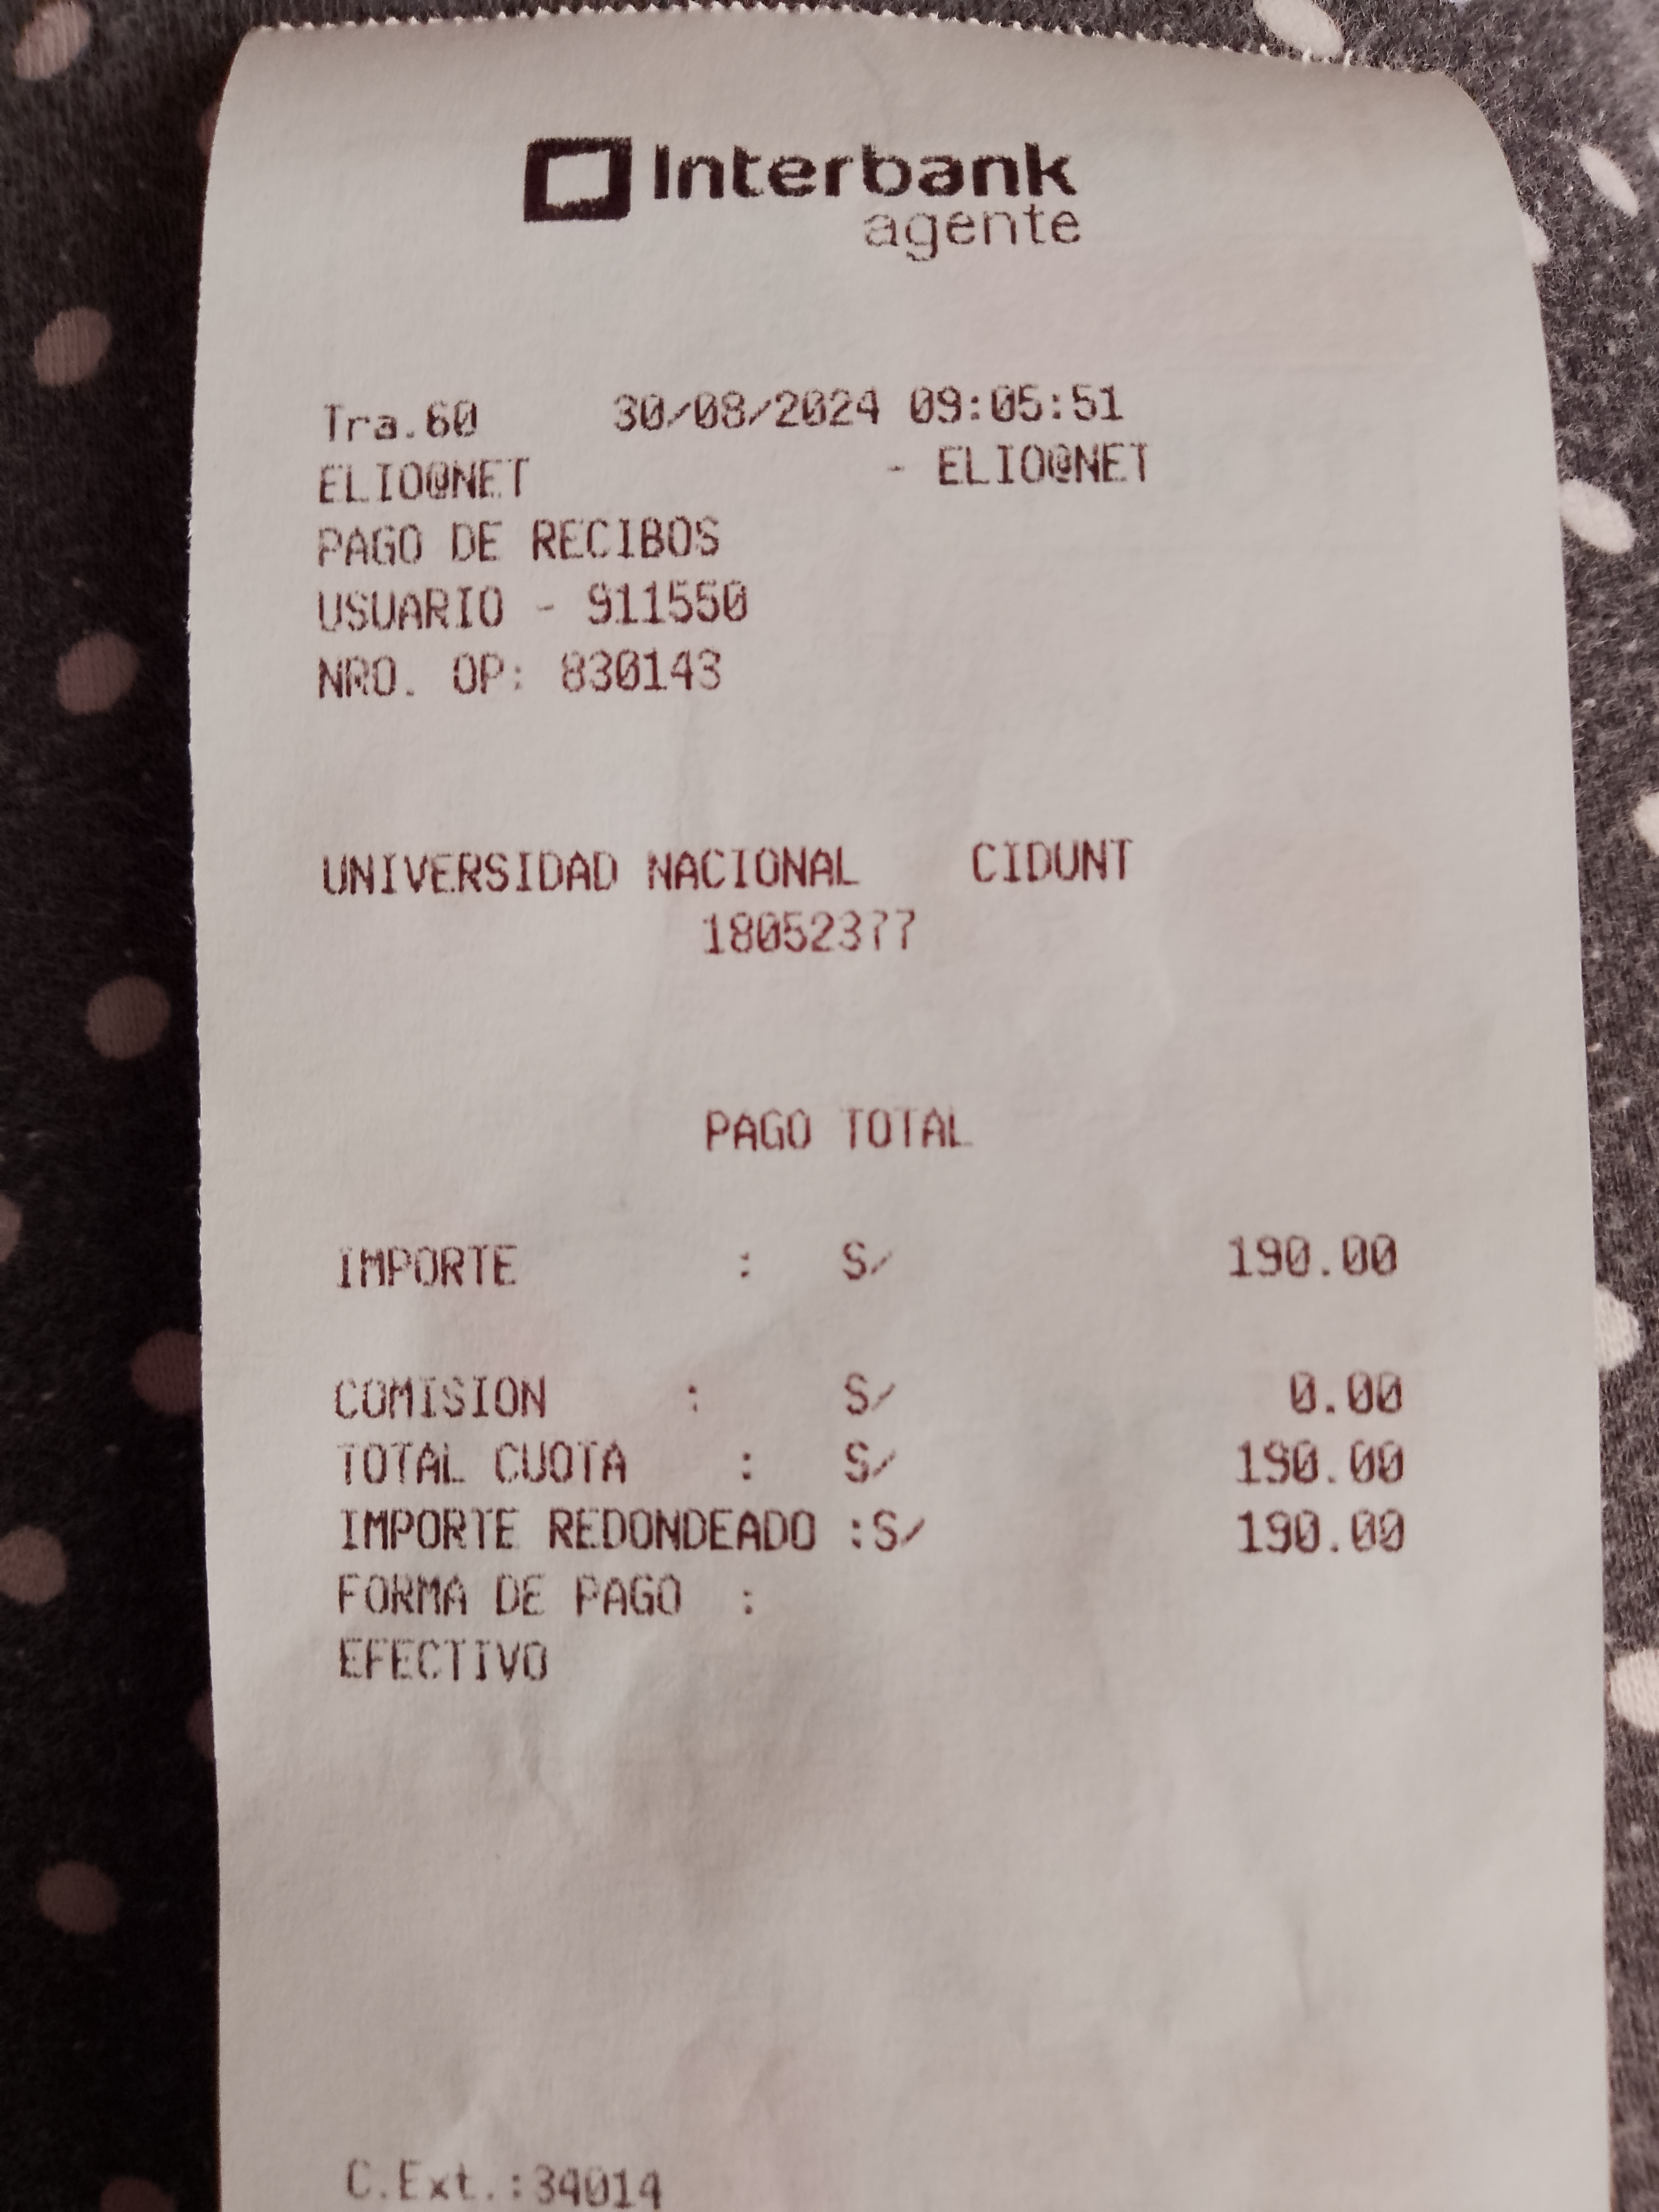 Interbank
agente
Tra.60 30/08/2024 09:05:51
ELIO@NET - ELIO@NET
PAGO DE RECIBOS
USUARIO - 911550
NRO. OP: 830143
UNIVERSIDAD NACIONAL CIDUNT
18052377
PAGO TOTAL
IMPORTE : S/ 190.00
COMISION : S/ 0.00
TOTAL CUOTA : S/ 190.00
IMPORTE REDONDEADO :S/ 190.00
FORMA DE PAGO :
EFECTIVO
C.Ext.:34014